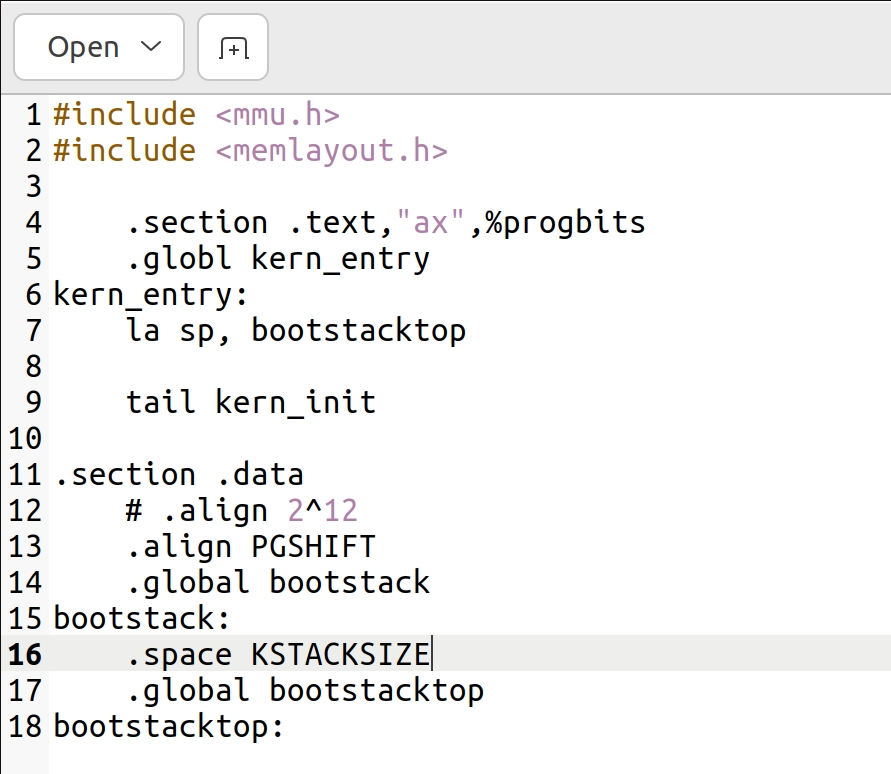 Open
1 #include <mmu.h>
2 #include <memlayout.h>
3
4     .section .text,"ax",%progbits
5     .globl kern_entry
6 kern_entry:
7     la sp, bootstacktop
8
9     tail kern_init
10
11 .section .data
12     # .align 2^12
13     .align PGSHIFT
14     .global bootstack
15 bootstack:
16     .space KSTACKSIZE
17     .global bootstacktop
18 bootstacktop: